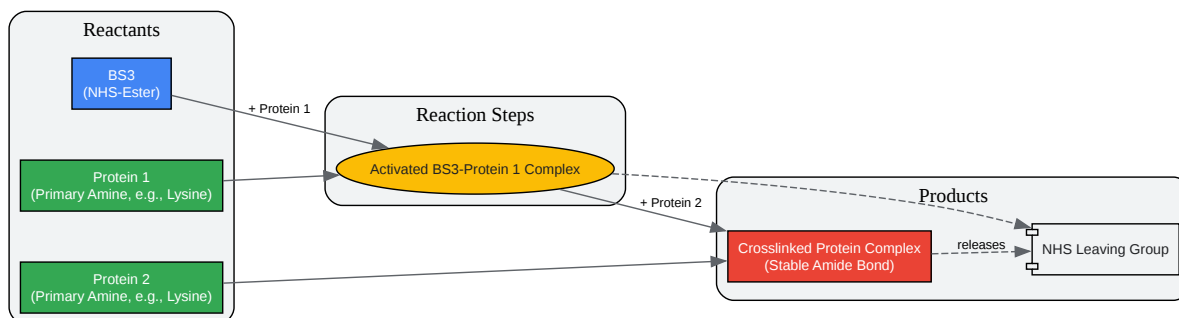 Reactants
BS3
(NHS-Ester)
+ Protein 1
Reaction Steps
Activated BS3-Protein 1 Complex
Protein 1
(Primary Amine, e.g., Lysine)
+ Protein 2
Products
Crosslinked Protein Complex
(Stable Amide Bond)
releases
NHS Leaving Group
Protein 2
(Primary Amine, e.g., Lysine)